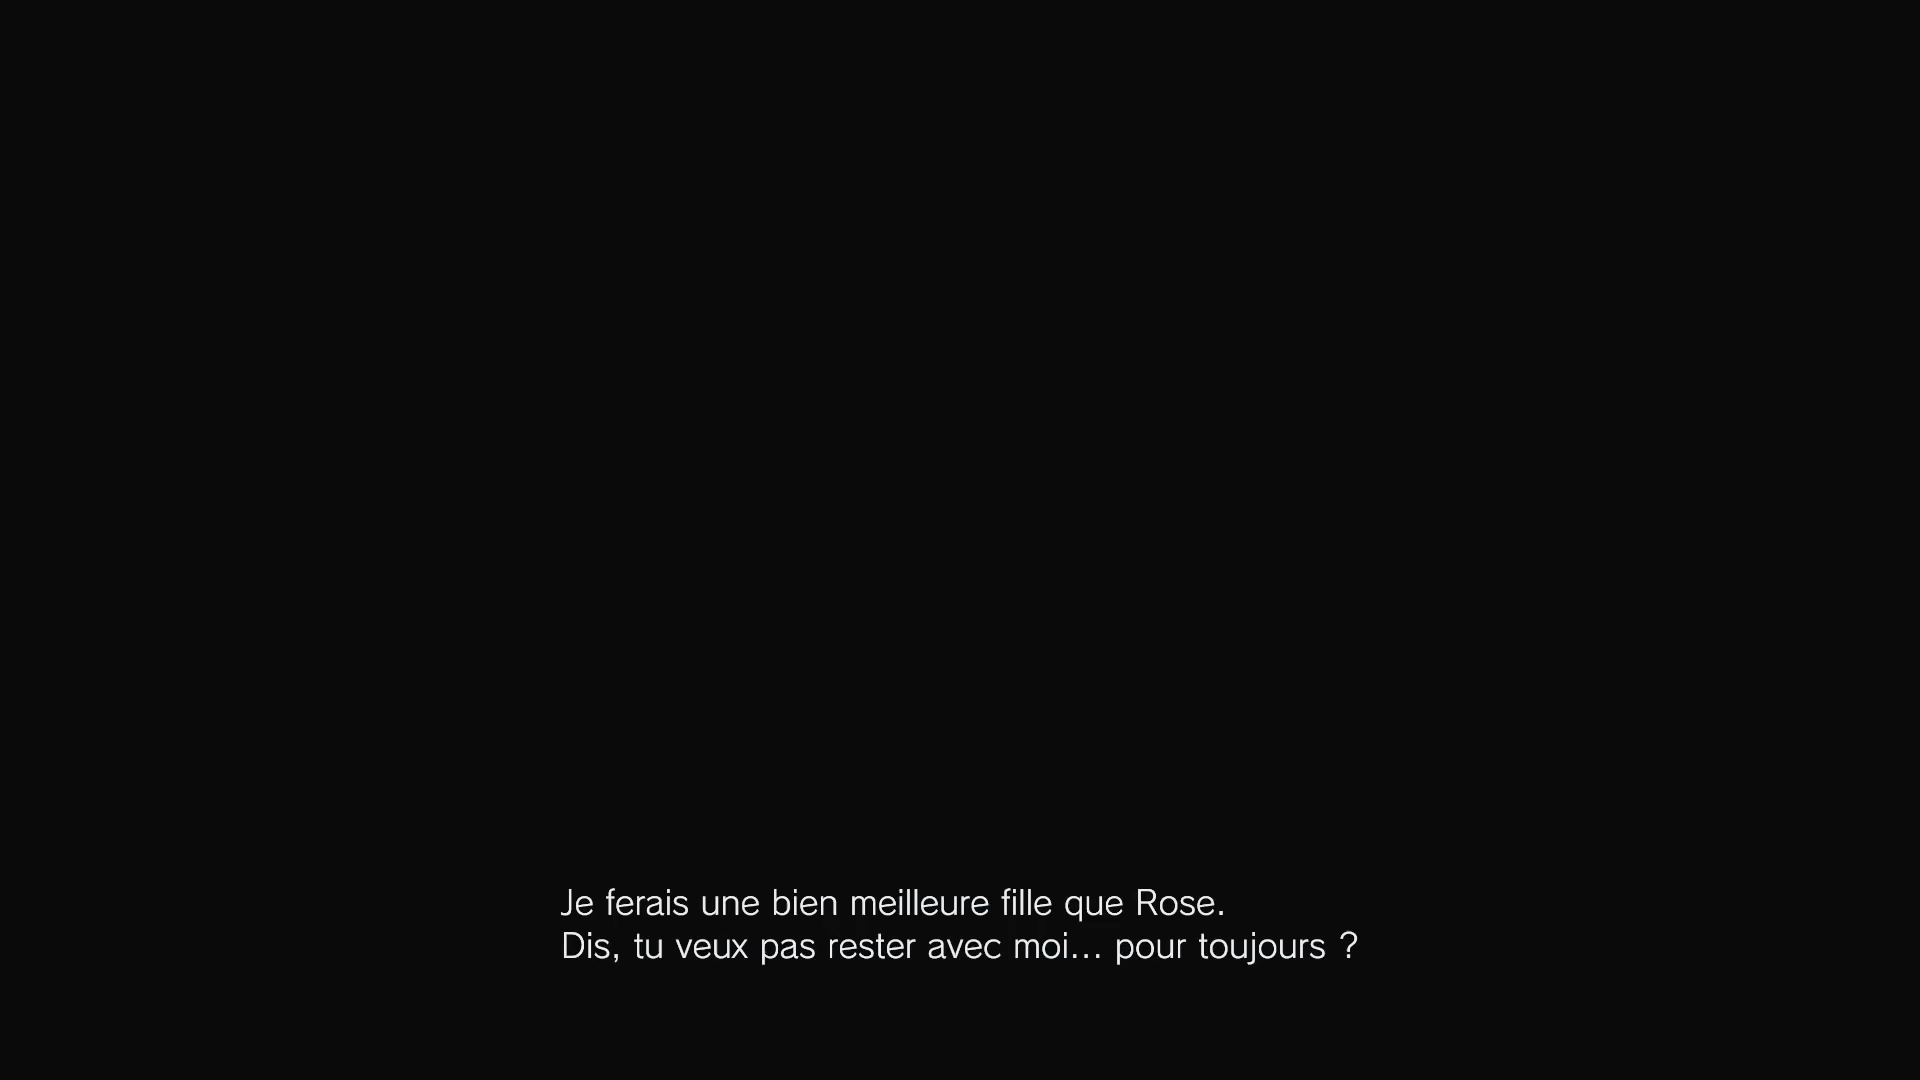 Je ferais une bien meilleure fille que Rose.
Dis, tu veux pas rester avec moi... pour toujours ?